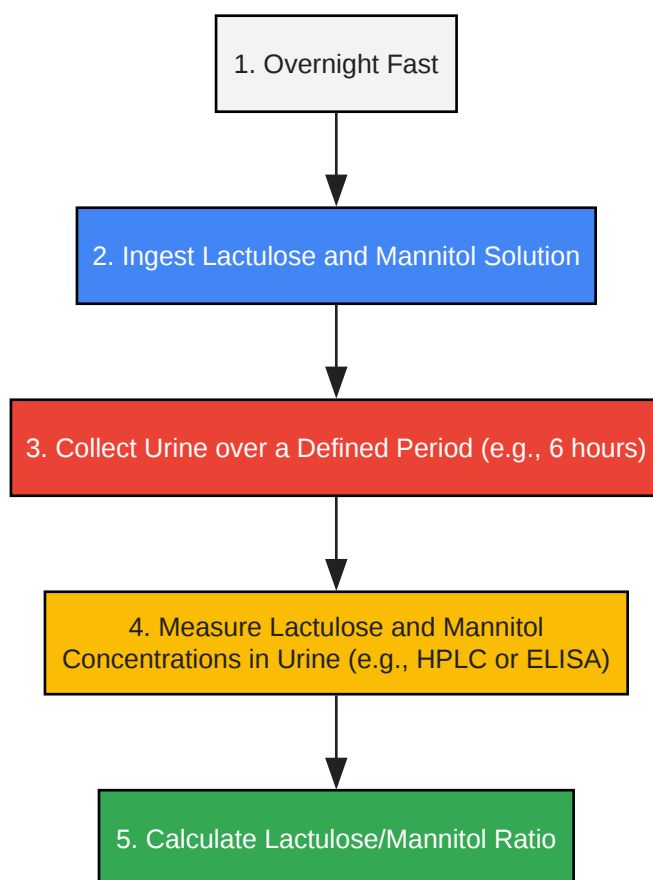 1. Overnight Fast
2. Ingest Lactulose and Mannitol Solution
3. Collect Urine over a Defined Period (e.g., 6 hours)
4. Measure Lactulose and Mannitol
Concentrations in Urine (e.g., HPLC or ELISA)
5. Calculate Lactulose/Mannitol Ratio